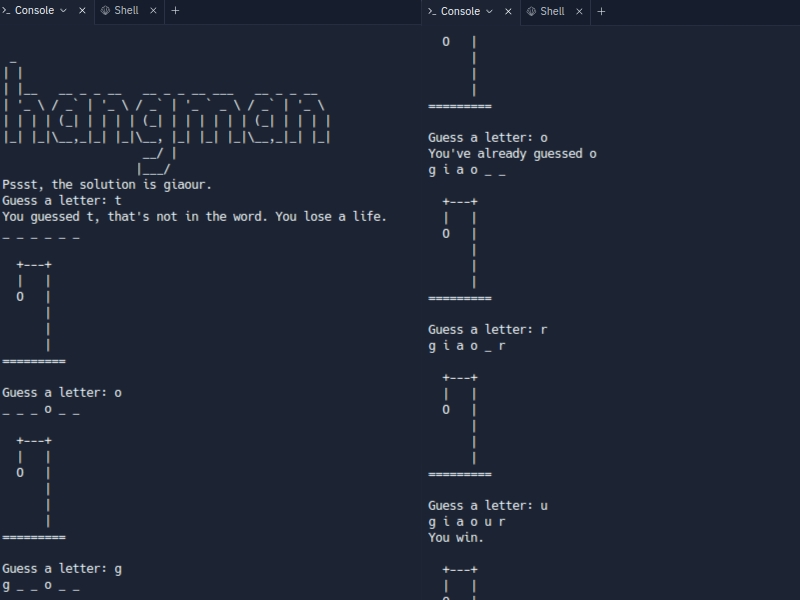 Console
Shell
hangman
Pssst, the solution is giaour.
Guess a letter: t
You guessed t, that's not in the word. You lose a life.
_ _ _ _ _ _
+---+
|   |
O   |
    |
    |
    |
=========
Guess a letter: o
_ _ _ o _ _
+---+
|   |
O   |
    |
    |
    |
=========
Guess a letter: g
g _ _ o _ _
Console
Shell
O   |
    |
    |
    |
=========
Guess a letter: o
You've already guessed o
g i a o _ _
+---+
|   |
O   |
    |
    |
    |
=========
Guess a letter: r
g i a o _ r
+---+
|   |
O   |
    |
    |
    |
=========
Guess a letter: u
g i a o u r
You win.
+---+
|   |
O   |